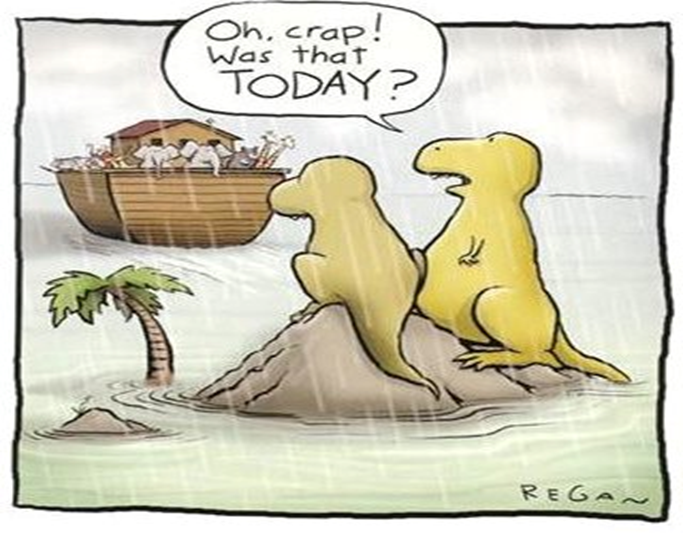 Oh, crap!
Was that
TODAY?
REGAN